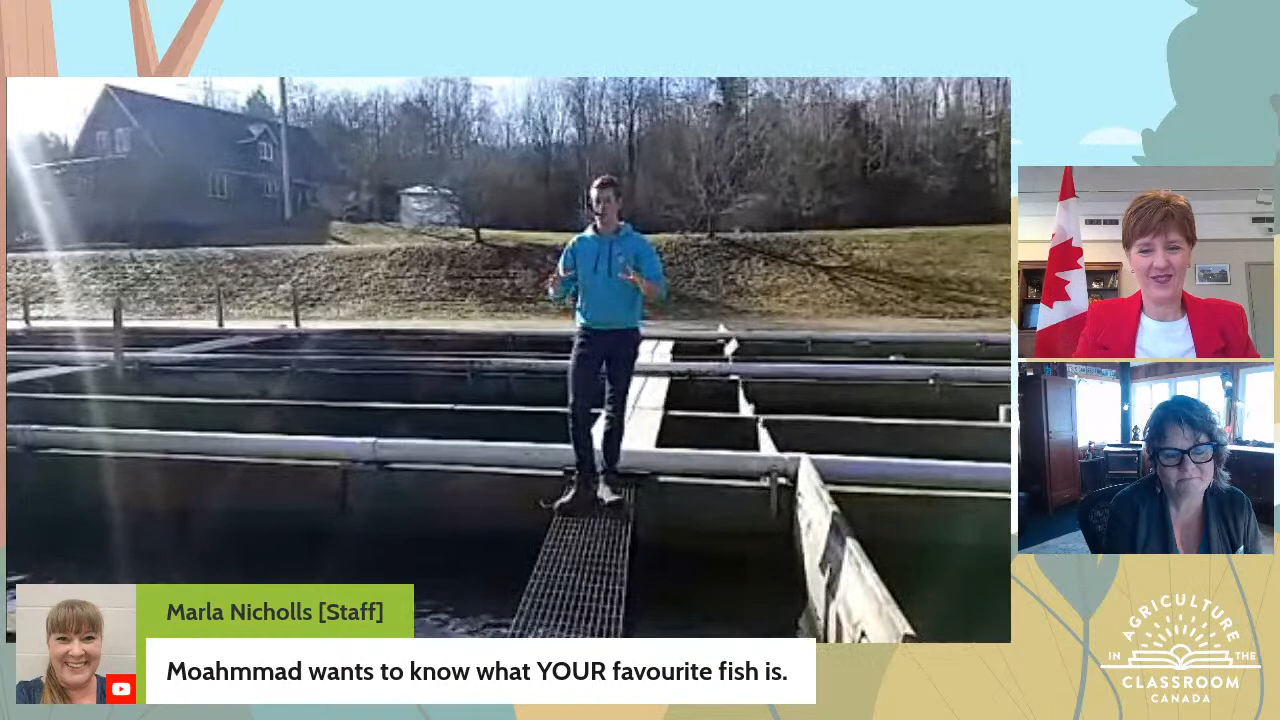 Marla Nicholls [Staff]
Moahmmad wants to know what YOUR favourite fish is.
AGRICULTURE
IN THE
CLASSROOM
CANADA